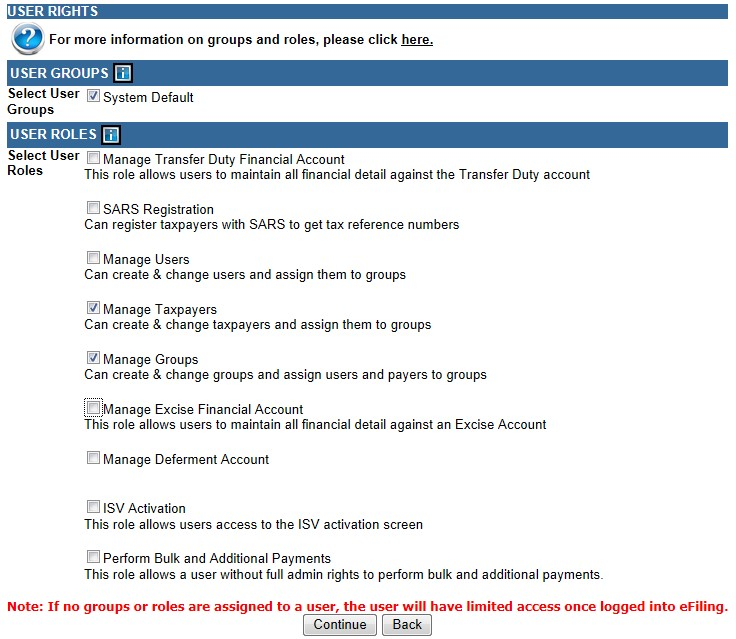 USER RIGHTS
For more information on groups and roles, please click here.
USER GROUPS
Select User Groups
System Default
USER ROLES
Select User Roles
Manage Transfer Duty Financial Account
This role allows users to maintain all financial detail against the Transfer Duty account
SARS Registration
Can register taxpayers with SARS to get tax reference numbers
Manage Users
Can create & change users and assign them to groups
Manage Taxpayers
Can create & change taxpayers and assign them to groups
Manage Groups
Can create & change groups and assign users and payers to groups
Manage Excise Financial Account
This role allows users to maintain all financial detail against an Excise Account
Manage Deferment Account
ISV Activation
This role allows users access to the ISV activation screen
Perform Bulk and Additional Payments
This role allows a user without full admin rights to perform bulk and additional payments.
Note: If no groups or roles are assigned to a user, the user will have limited access once logged into eFiling.
Continue Back